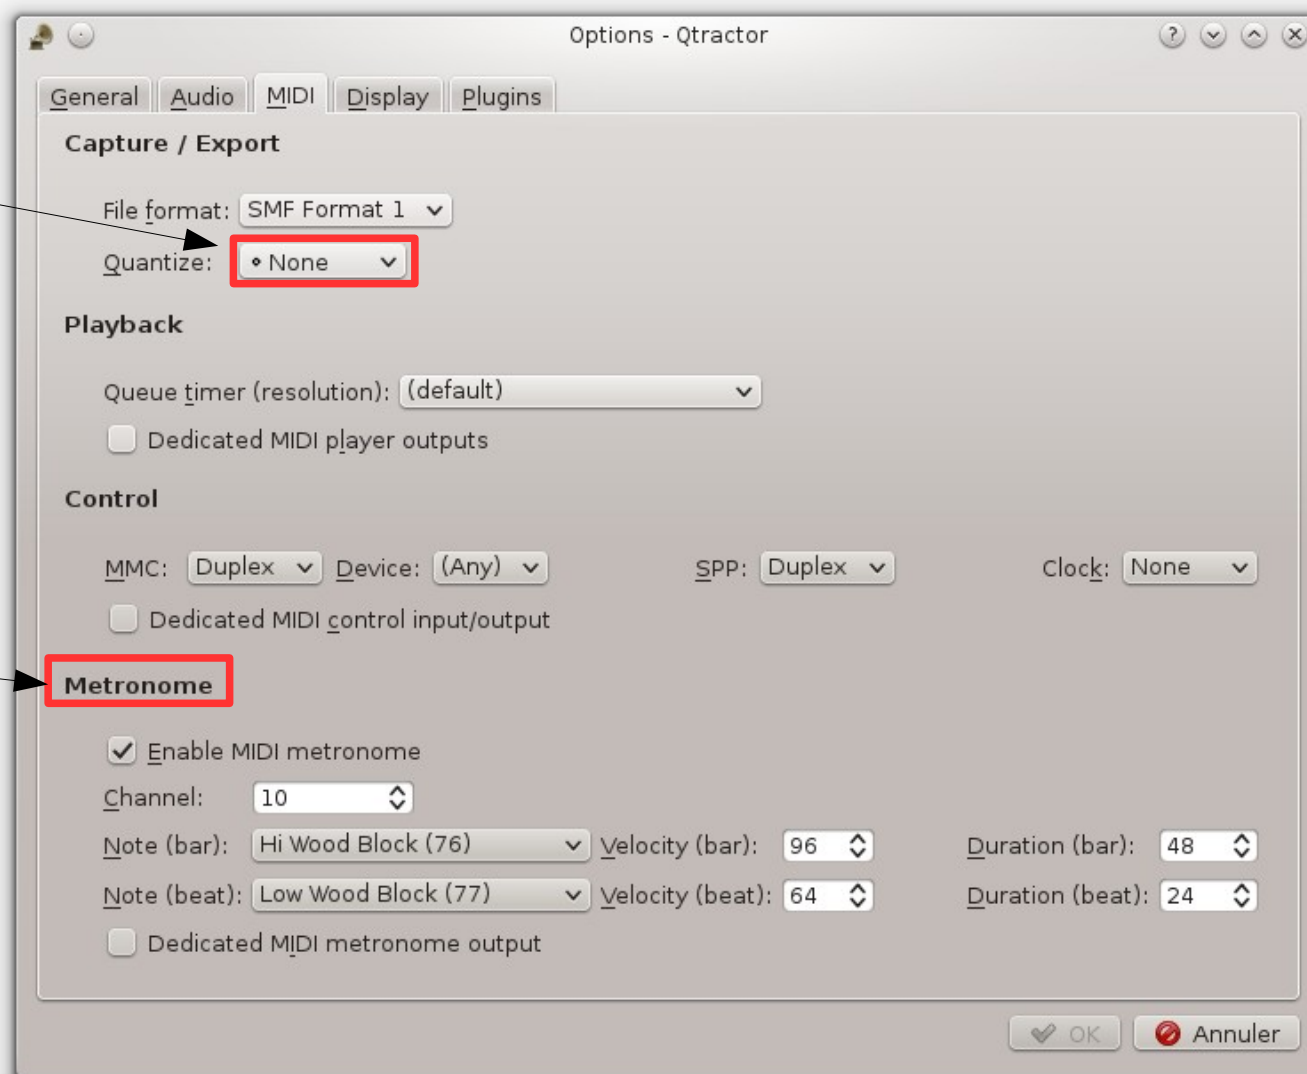 Options - Qtractor
General Audio MIDI Display Plugins
Capture / Export
File format: SMF Format 1
Quantize: None
Playback
Queue timer (resolution): (default)
Dedicated MIDI player outputs
Control
MMC: Duplex Device: (Any) SPP: Duplex Clock: None
Dedicated MIDI control input/output
Metronome
Enable MIDI metronome
Channel: 10
Note (bar): Hi Wood Block (76) Velocity (bar): 96 Duration (bar): 48
Note (beat): Low Wood Block (77) Velocity (beat): 64 Duration (beat): 24
Dedicated MIDI metronome output
OK Annuler